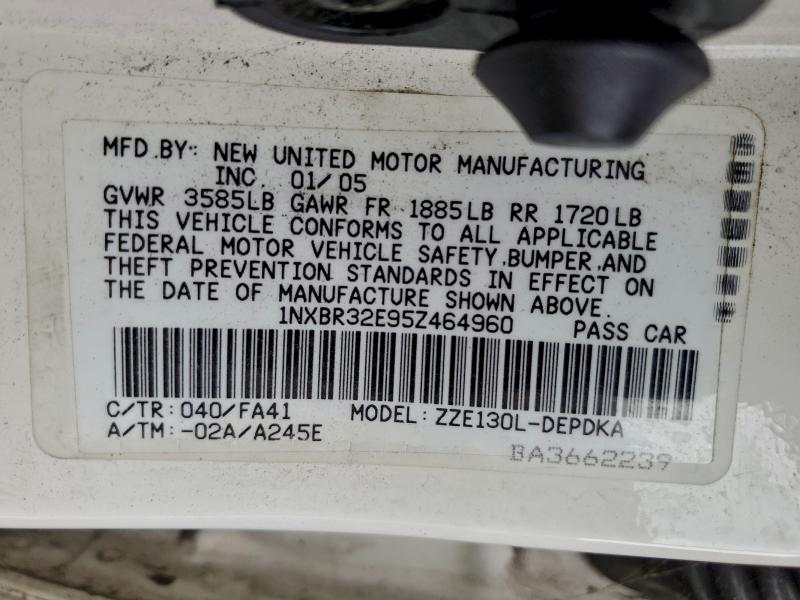 MFD.BY: NEW UNITED MOTOR MANUFACTURING
INC. 01/05
GVWR 3585LB GAWR FR 1885LB RR 1720LB
THIS VEHICLE CONFORMS TO ALL APPLICABLE
FEDERAL MOTOR VEHICLE SAFETY,BUMPER,AND
THEFT PREVENTION STANDARDS IN EFFECT ON
THE DATE OF MANUFACTURE SHOWN ABOVE.
1NXBR32E95Z464960 PASS CAR
C/TR:040/FA41 MODEL:ZZE130L-DEPDKA
A/TM:-02A/A245E
BA3662239